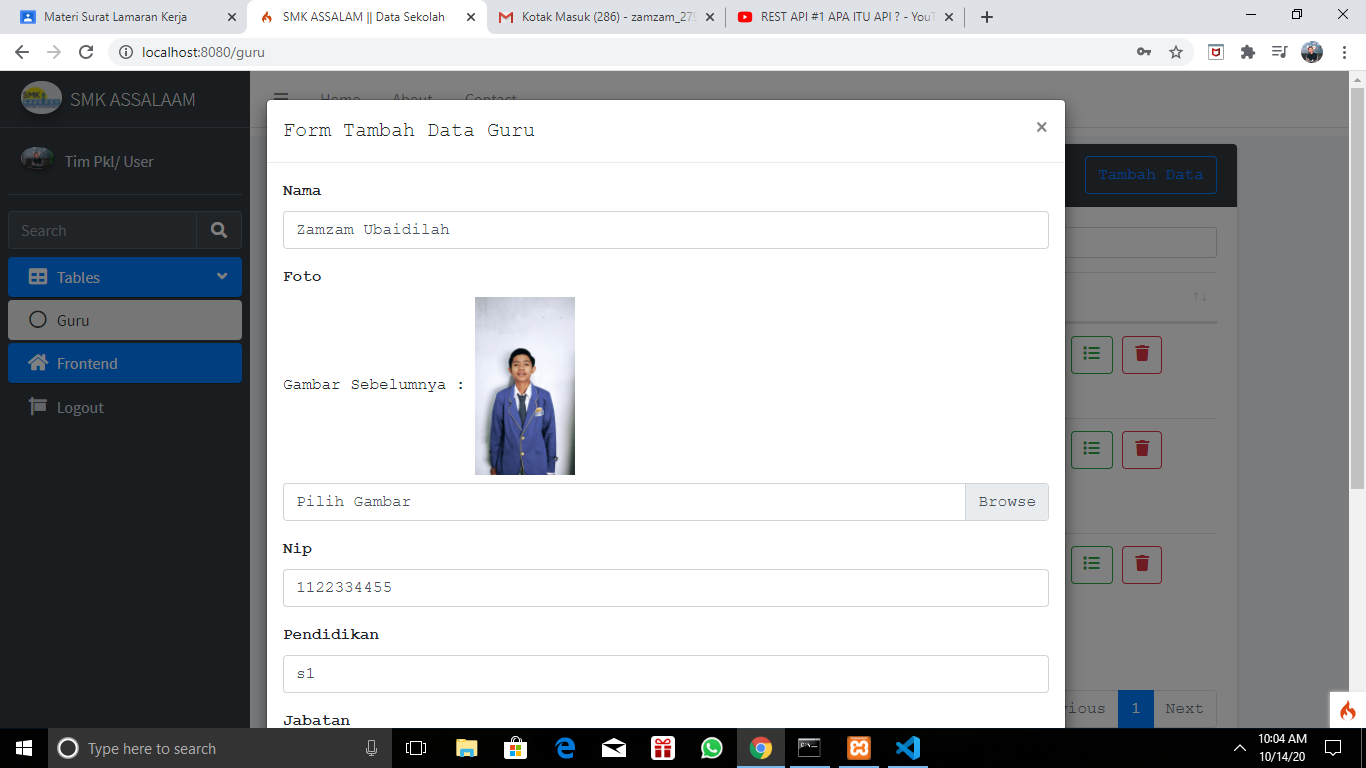 Materi Surat Lamaran Kerja
SMK ASSALAM || Data Sekolah
Kotak Masuk (286) - zamzam_279
REST API #1 APA ITU API ? - YouT
localhost:8080/guru
SMK ASSALAAM
Home About Contact
Form Tambah Data Guru ×
Tim Pkl/ User
Tambah Data
Nama
Search
Zamzam Ubaidilah
Tables
Foto
Guru
Frontend
Gambar Sebelumnya :
Logout
Pilih Gambar Browse
Nip
1122334455
Pendidikan
s1
Jabatan
vious 1 Next
Type here to search
10:04 AM
10/14/20